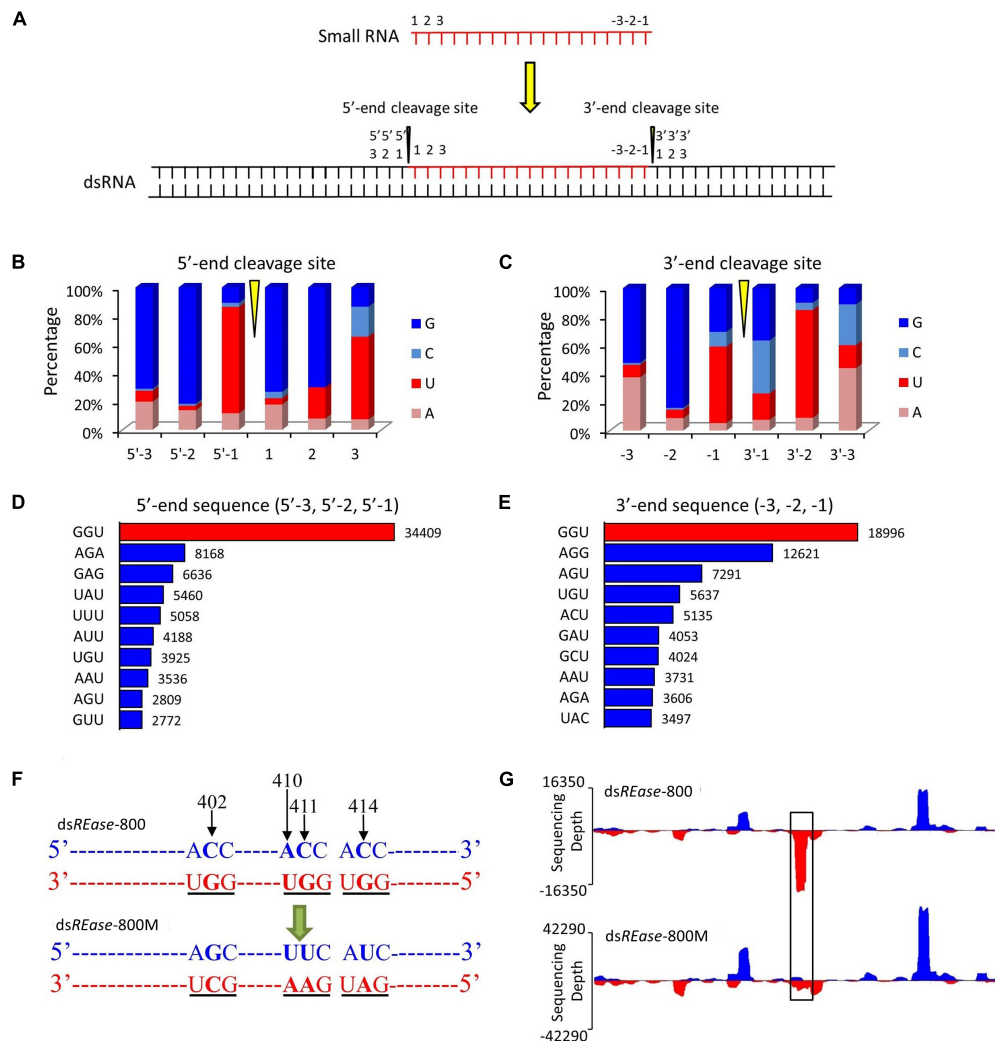 A
1 2 3
-3-2-1
Small RNA
5’-end cleavage site
3’-end cleavage site
5’5’5’
3 2 1
1 2 3
-3-2-1
3’3’3’
1 2 3
dsRNA
B
5’-end cleavage site
Percentage
100%
80%
60%
40%
20%
0%
5'-3
5'-2
5'-1
1
2
3
G
C
U
A
C
3’-end cleavage site
Percentage
100%
80%
60%
40%
20%
0%
-3
-2
-1
3'-1
3'-2
3'-3
G
C
U
A
D
5’-end sequence (5’-3, 5’-2, 5’-1)
GGU 34409
AGA 8168
GAG 6636
UAU 5460
UUU 5058
AUU 4188
UGU 3925
AAU 3536
AGU 2809
GUU 2772
E
3’-end sequence (-3, -2, -1)
GGU 18996
AGG 12621
AGU 7291
UGU 5637
ACU 5135
GAU 4053
GCU 4024
AAU 3731
AGA 3606
UAC 3497
F
410
402
411
414
dsREase-800
5’ ACC ACC ACC 3’
3’ UGG UGG UGG 5’
dsREase-800M
5’ AGC UUC AUC 3’
3’ UCG AAG UAG 5’
G
16350
dsREase-800
Sequencing
Depth
-16350
42290
dsREase-800M
Sequencing
Depth
-42290